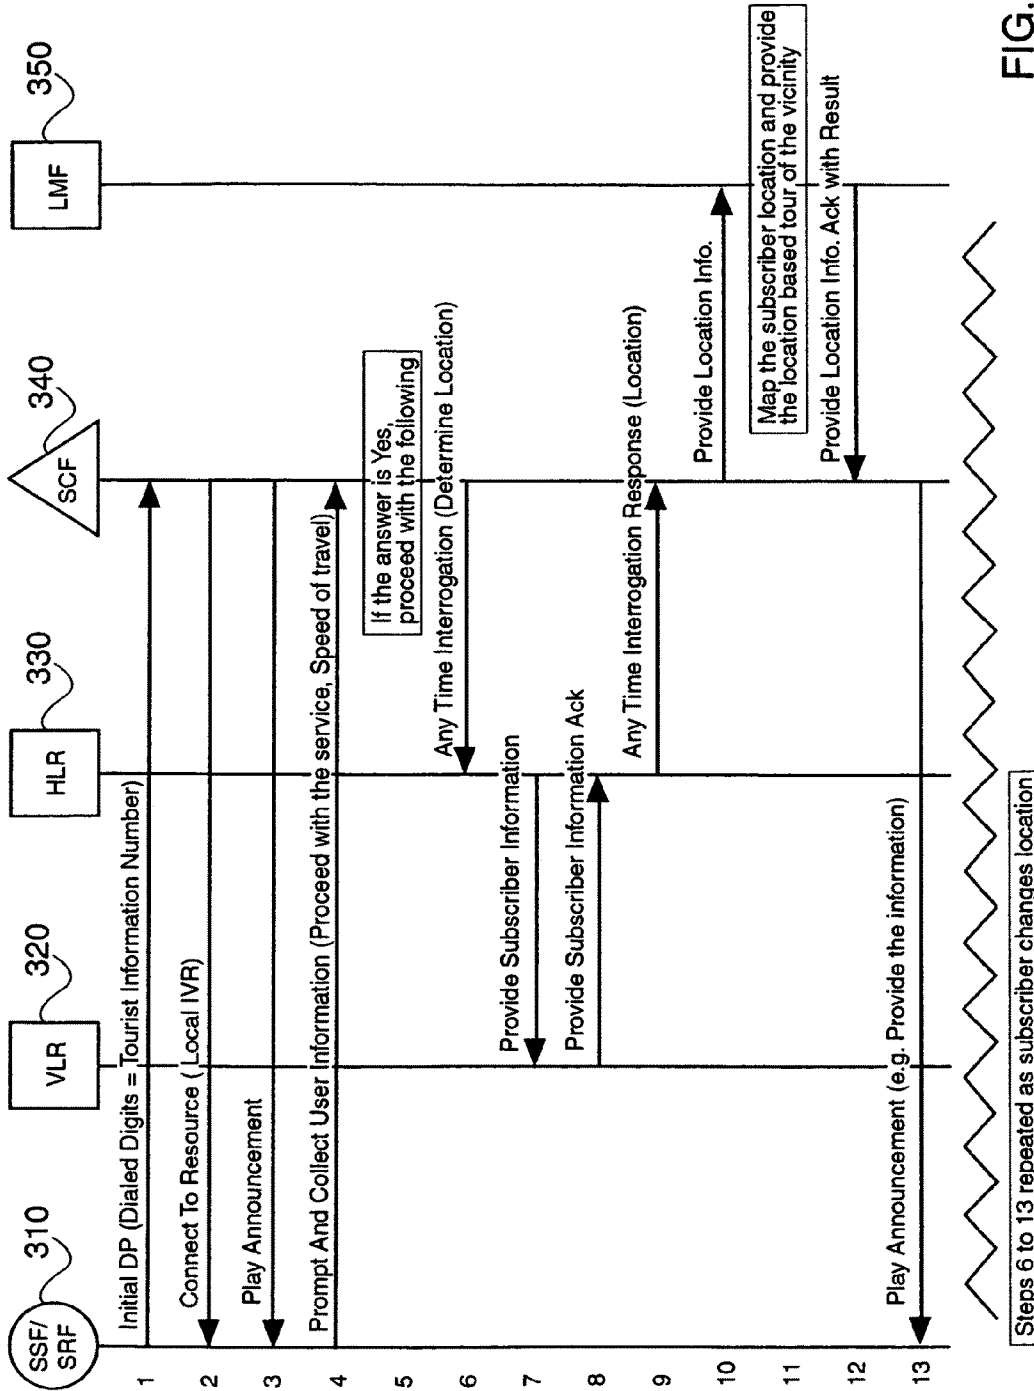 SSF/
SRF
310
VLR
320
HLR
330
SCF
340
LMF
350
1
Initial DP (Dialed Digits = Tourist Information Number)
2
Connect To Resource ( Local IVR)
3
Play Announcement
4
Prompt And Collect User Information (Proceed with the service, Speed of travel)
5
If the answer is Yes,
proceed with the following
6
Any Time Interrogation (Determine Location)
7
Provide Subscriber Information
8
Provide Subscriber Information Ack
9
Any Time Interrogation Response (Location)
10
Provide Location Info.
11
Map the subscriber location and provide
the location based tour of the vicinity
12
Provide Location Info. Ack with Result
13
Play Announcement (e.g. Provide the information)
Steps 6 to 13 repeated as subscriber changes location
FIG.